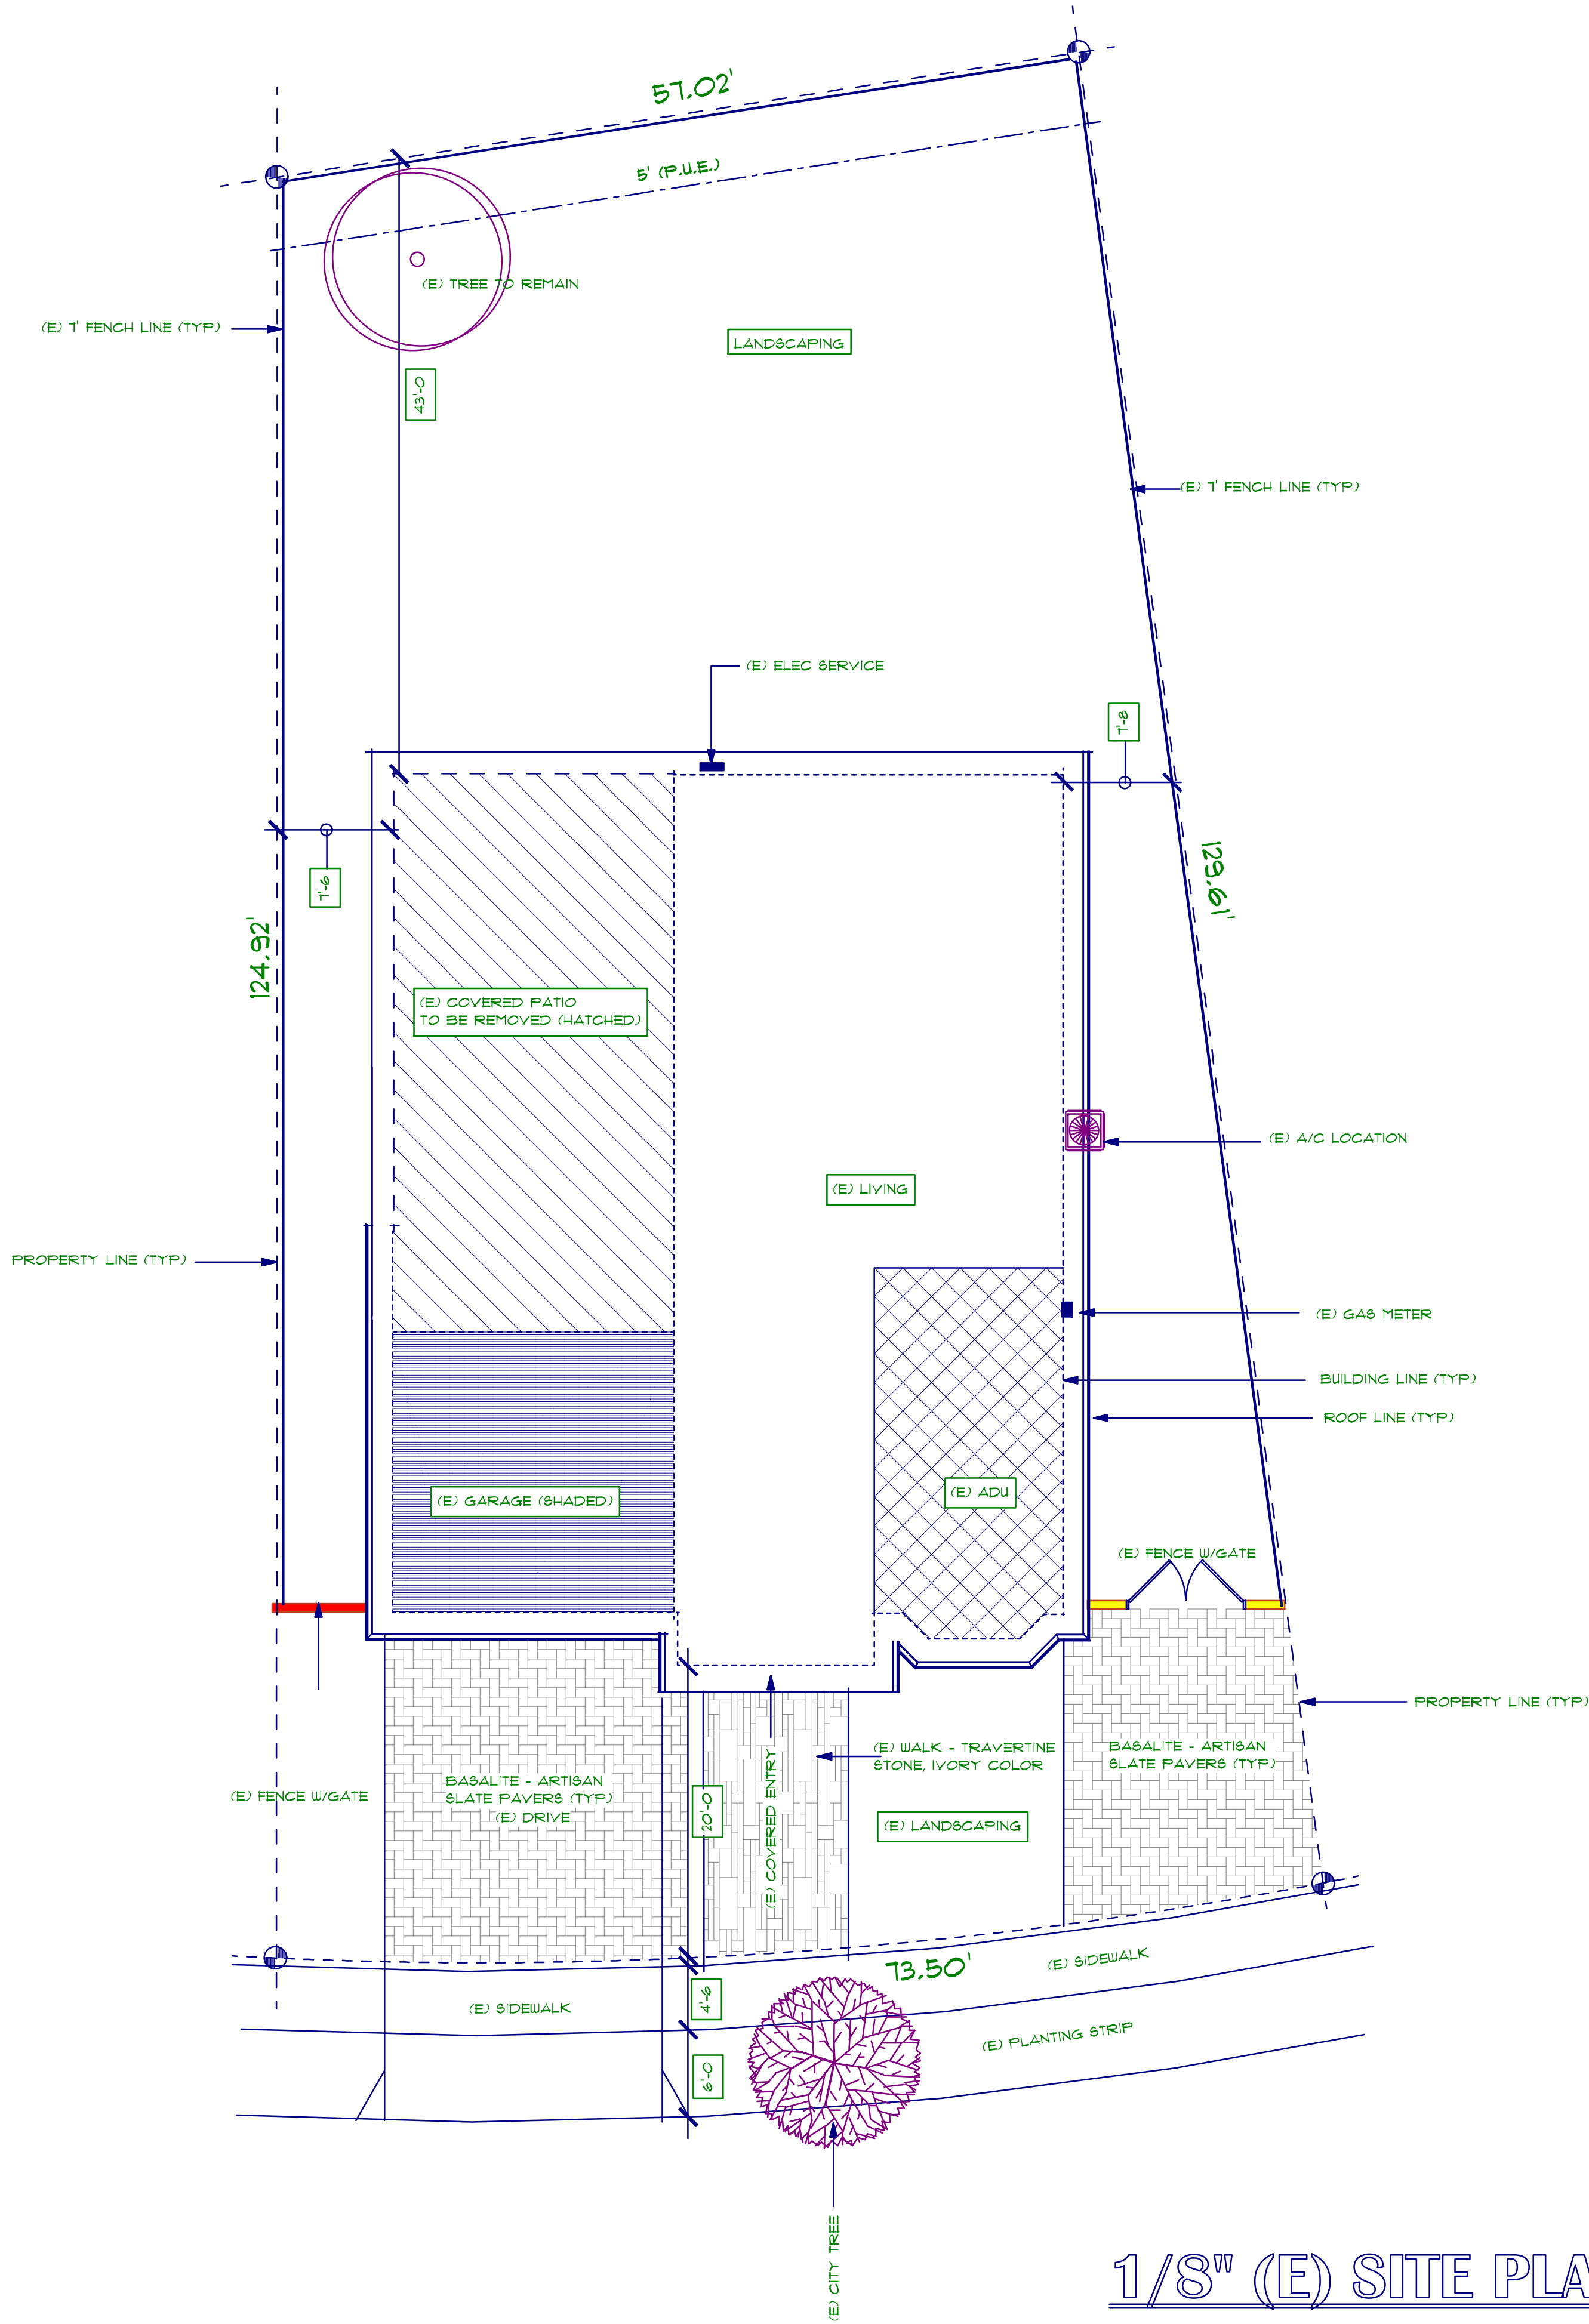 57.02'
5' (P.U.E.)
(E) TREE TO REMAIN
(E) 7' FENCH LINE (TYP)
LANDSCAPING
43'-0
(E) 7' FENCH LINE (TYP)
(E) ELEC SERVICE
7'-8
7'-6
129.61'
124.92'
(E) COVERED PATIO
TO BE REMOVED (HATCHED)
(E) A/C LOCATION
(E) LIVING
PROPERTY LINE (TYP)
(E) GAS METER
BUILDING LINE (TYP)
ROOF LINE (TYP)
(E) GARAGE (SHADED)
(E) ADU
(E) FENCE W/GATE
PROPERTY LINE (TYP)
(E) WALK - TRAVERTINE
STONE, IVORY COLOR
BASALITE - ARTISAN
SLATE PAVERS (TYP)
BASALITE - ARTISAN
SLATE PAVERS (TYP)
(E) DRIVE
(E) FENCE W/GATE
20'-0
(E) COVERED ENTRY
(E) LANDSCAPING
73.50'
(E) SIDEWALK
(E) SIDEWALK
4'-6
(E) PLANTING STRIP
6'-0
(E) CITY TREE
1/8" (E) SITE PLA